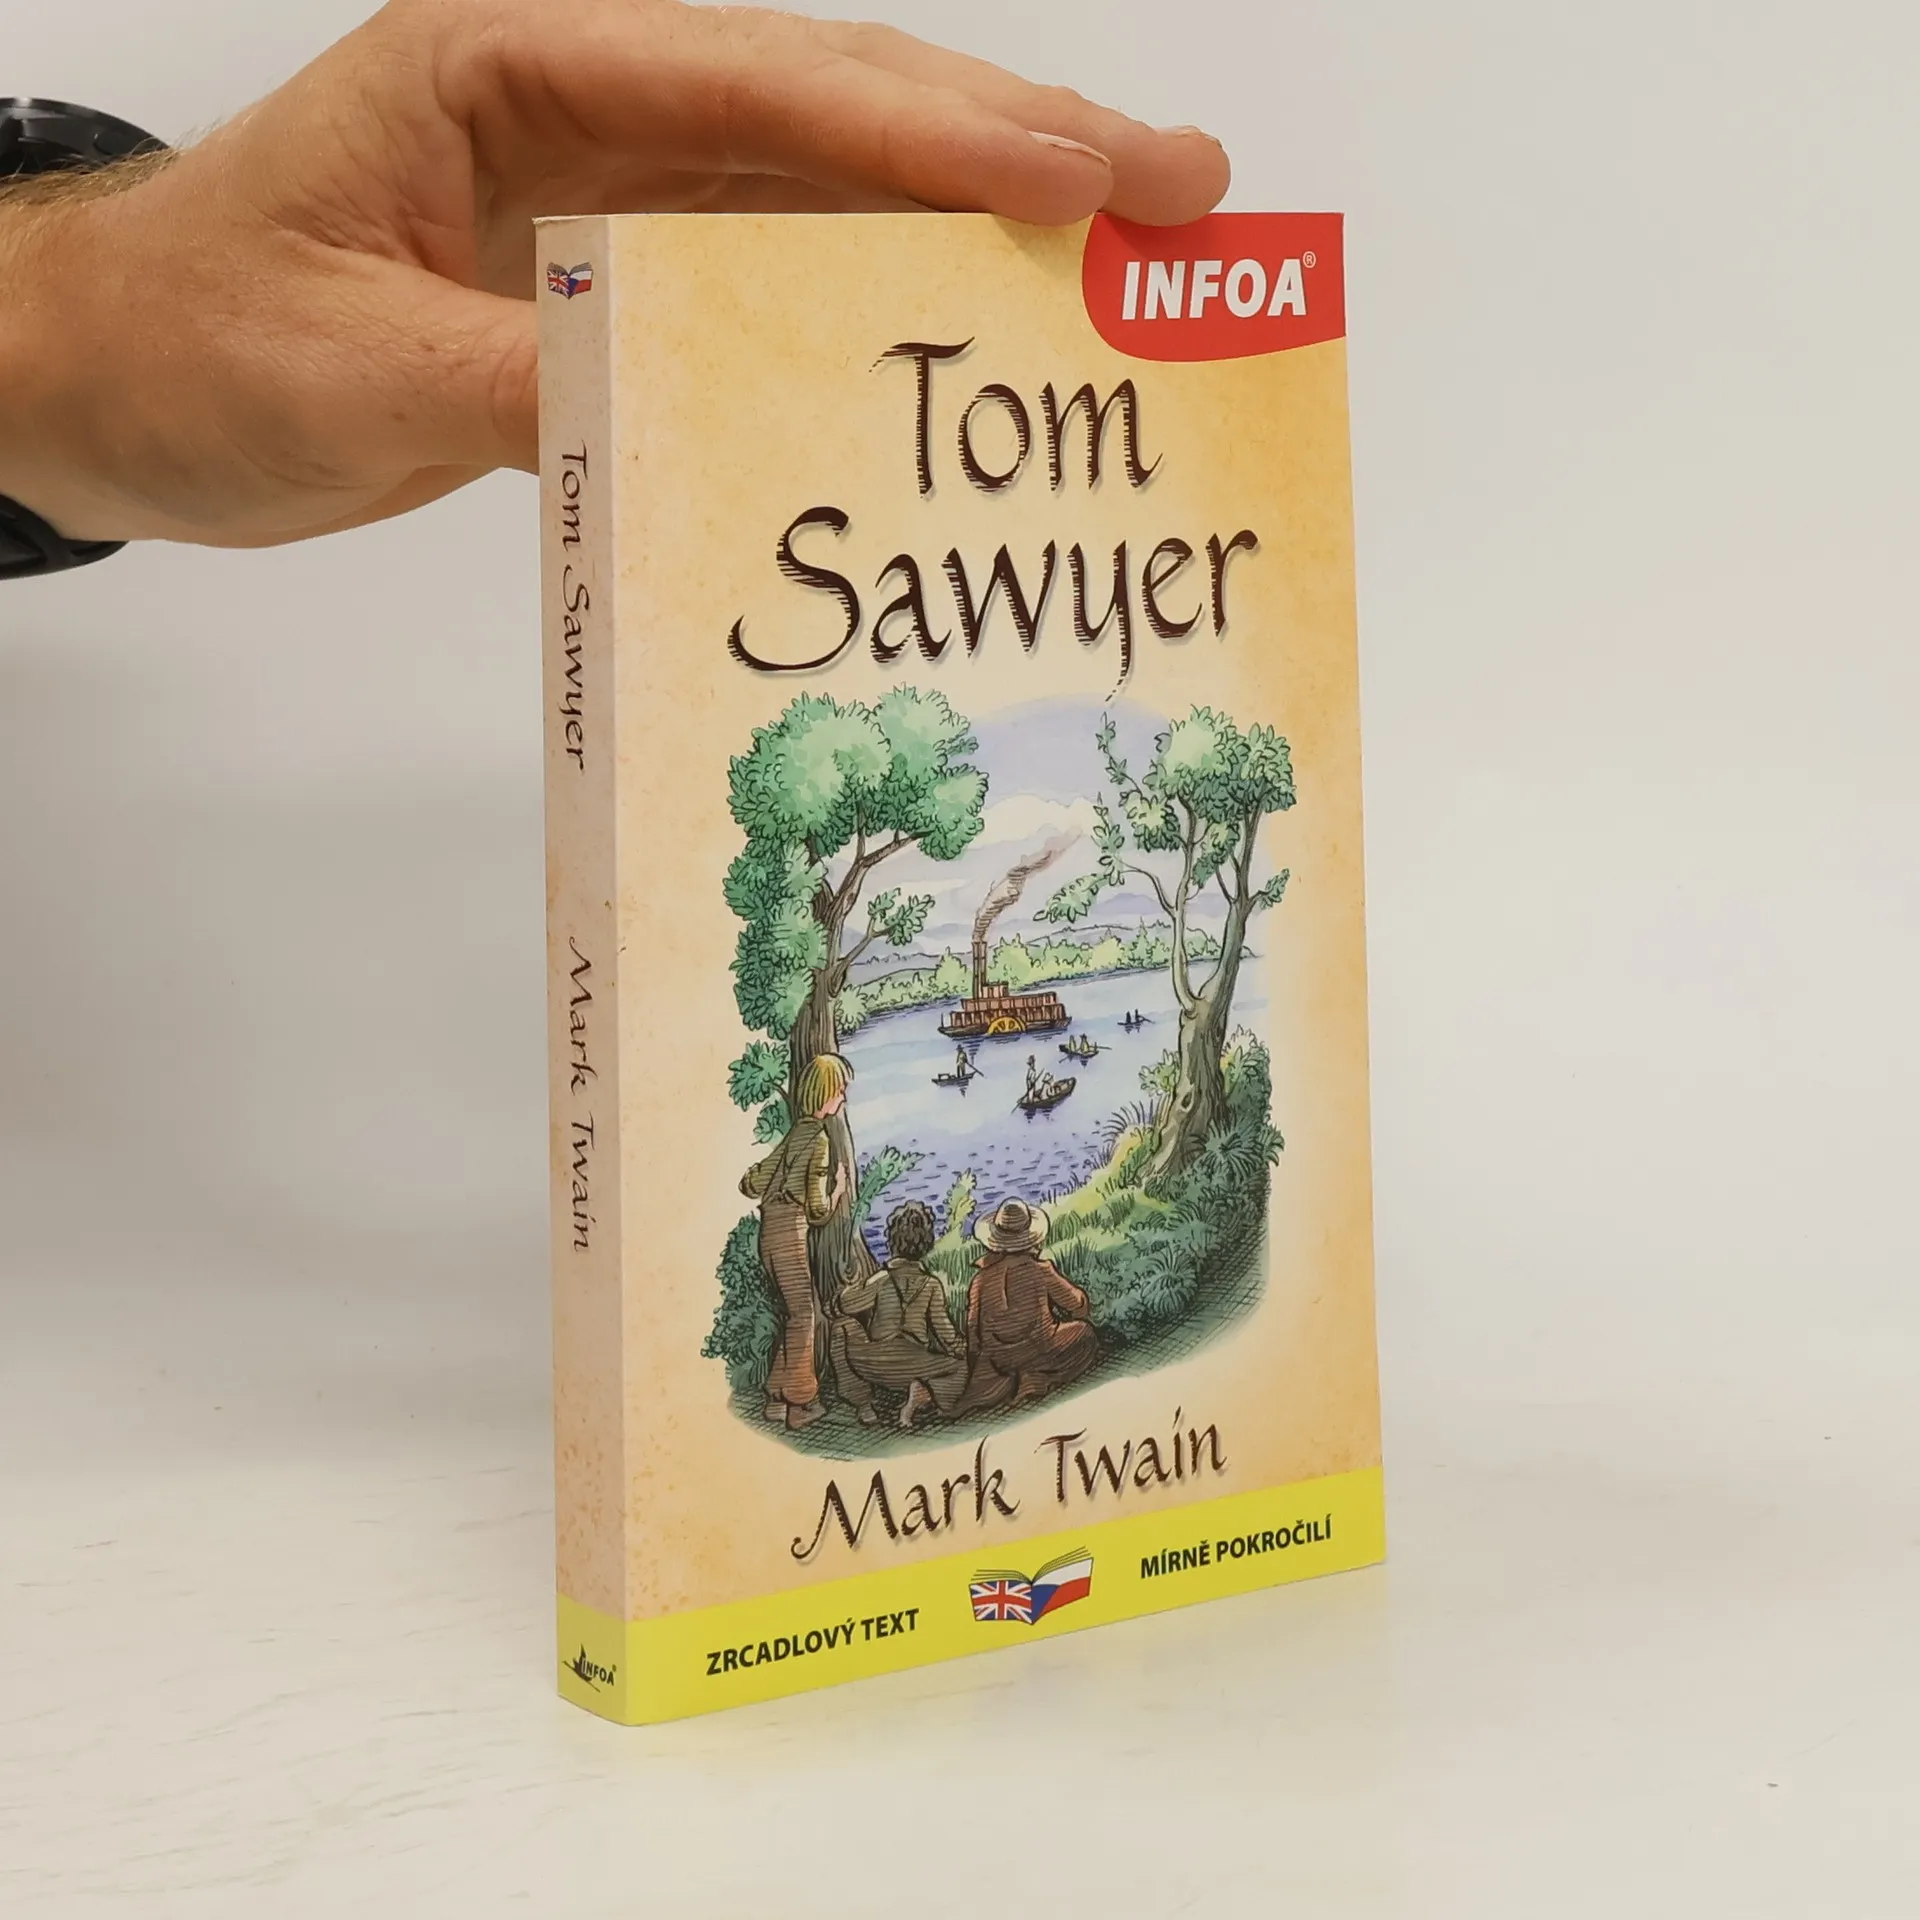 INFOA®
Tom
Sawyer
Mark Twain
ZRCADLOVÝ TEXT
MÍRNĚ POKROČILÍ
Tom Sawyer Mark Twain
INFOA®